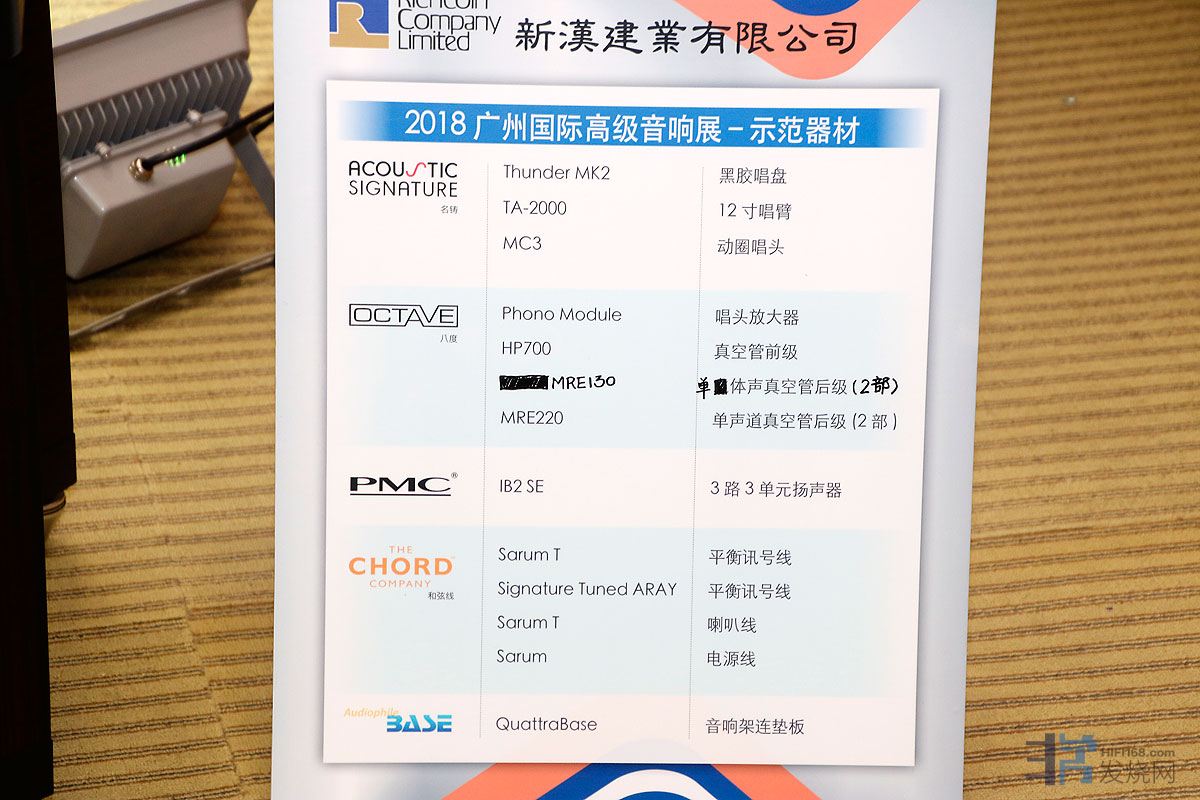 Richcoin
Company
Limited
新漢建業有限公司
2018 广州国际高级音响展 - 示范器材
ACOUSTIC
SIGNATURE
名铸
Thunder MK2 黑胶唱盘
TA-2000 12 寸唱臂
MC3 动圈唱头
OCTAVE
八度
Phono Module 唱头放大器
HP700 真空管前级
MRE130 单体声真空管后级 (2部)
MRE220 单声道真空管后级 (2 部)
PMC®
IB2 SE 3 路 3 单元扬声器
THE
CHORD™
COMPANY
和弦线
Sarum T 平衡讯号线
Signature Tuned ARAY 平衡讯号线
Sarum T 喇叭线
Sarum 电源线
Audiophile
BASE
QuattraBase 音响架连垫板
HIFI168.com
发烧网